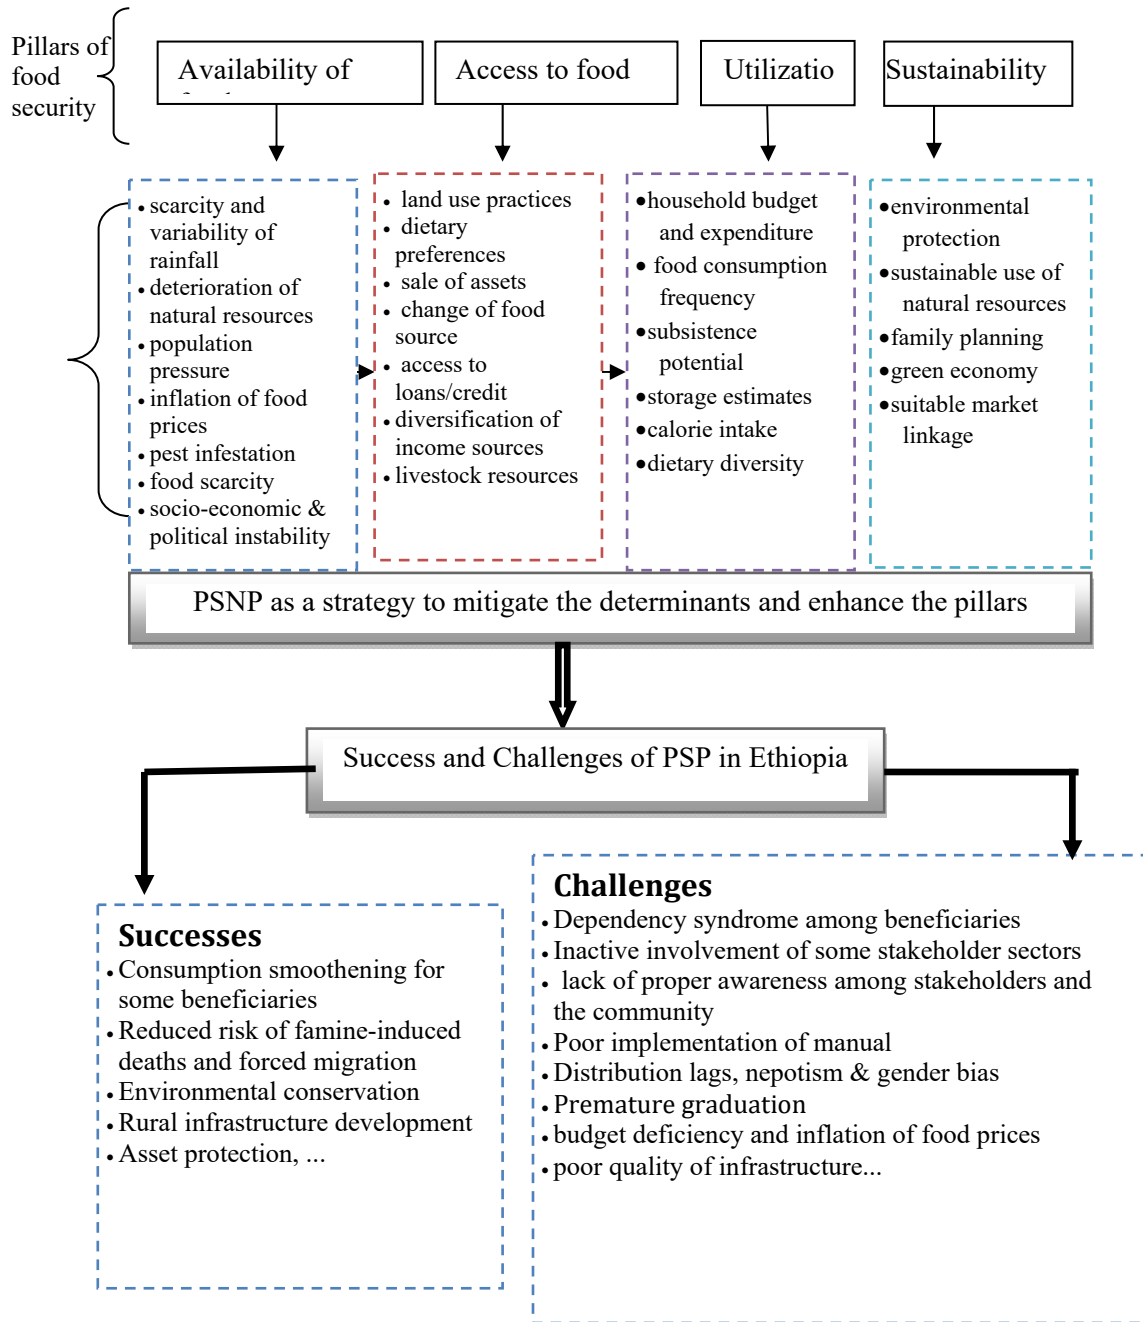 Pillars of
food
security
Availability of
Access to food
Utilizatio
Sustainability
• scarcity and
variability of
rainfall
• deterioration of
natural resources
• population
pressure
• inflation of food
prices
• pest infestation
• food scarcity
• socio-economic &
political instability
• land use practices
• dietary
preferences
• sale of assets
• change of food
source
• access to
loans/credit
• diversification of
income sources
• livestock resources
•household budget
and expenditure
• food consumption
frequency
•subsistence
potential
•storage estimates
•calorie intake
•dietary diversity
•environmental
protection
•sustainable use of
natural resources
•family planning
•green economy
•suitable market
linkage
PSNP as a strategy to mitigate the determinants and enhance the pillars
Success and Challenges of PSP in Ethiopia
Successes
• Consumption smoothening for
some beneficiaries
• Reduced risk of famine-induced
deaths and forced migration
• Environmental conservation
• Rural infrastructure development
• Asset protection, ...
Challenges
• Dependency syndrome among beneficiaries
• Inactive involvement of some stakeholder sectors
• lack of proper awareness among stakeholders and
the community
• Poor implementation of manual
• Distribution lags, nepotism & gender bias
• Premature graduation
• budget deficiency and inflation of food prices
• poor quality of infrastructure...